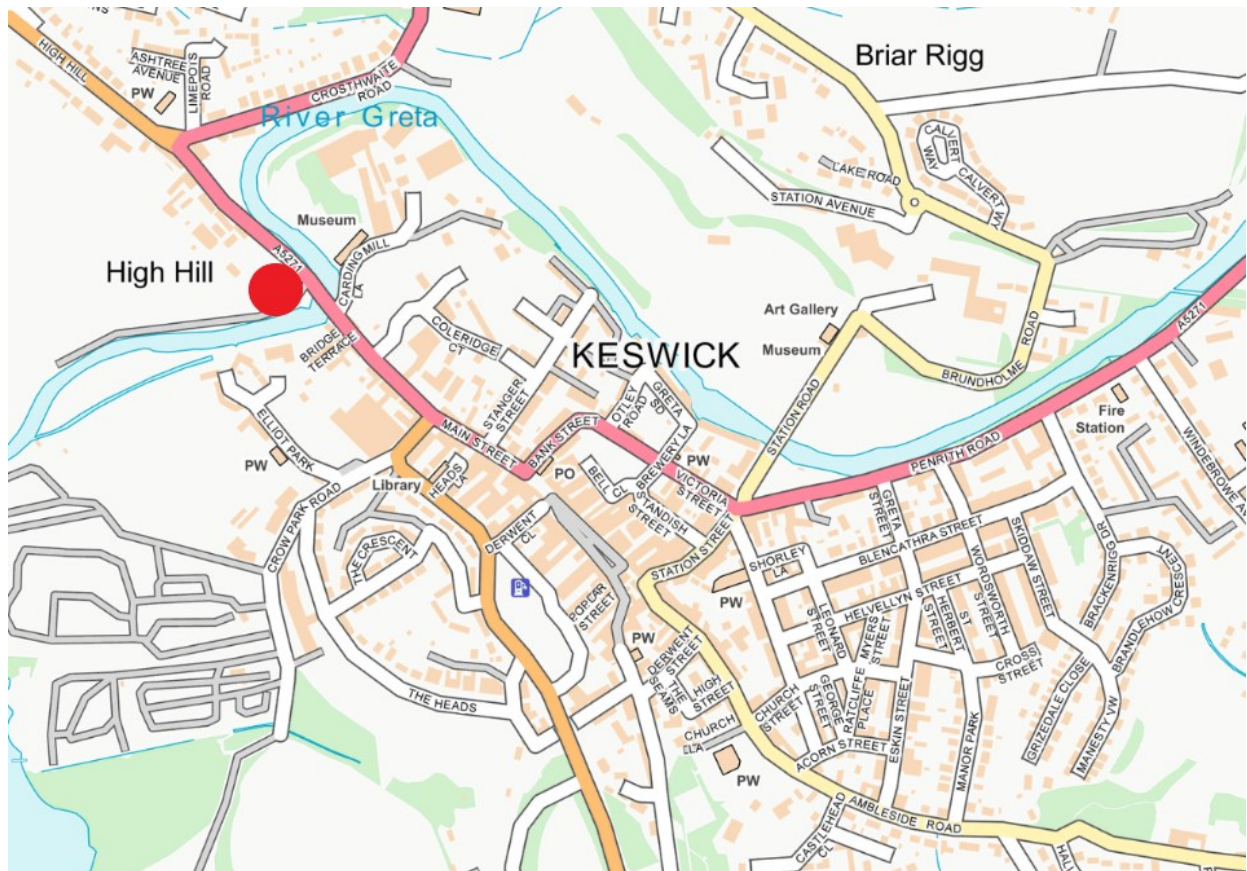 HIGH HILL
ASHTREE
AVENUE
LIMEPOTS
ROAD
PW
CROSTHWAITE
ROAD
River Greta
Briar Rigg
CALVERT
WAY
CALVERT W
LAKE ROAD
STATION AVENUE
Museum
A5271
High Hill
CARDING MILL
LA
BRIDGE
TERRACE
COLERIDGE
CT
STANGER
STREET
KESWICK
Art Gallery
Museum
STATION ROAD
BRUNDHOLME
ROAD
A5271
PENRITH ROAD
Fire
Station
WINDEBROWE AV
OTLEY
ROAD
GRETA
SD
BREWERY LA
ELLIOT PARK
PW
MAIN STREET
BANK STREET
PO
VICTORIA
STREET
PW
BELL
CL
STANDISH
STREET
Library
HEADS
LA
CROW PARK ROAD
THE CRESCENT
DERWENT
CL
POPLAR
STREET
STATION STREET
SHORLEY
LA
PW
GRETA
STREET
BLENCATHRA STREET
HELVELLYN STREET
SKIDDAW STREET
WORDSWORTH
ST
HERBERT
STREET
STREET
LEONARD
STREET
MYERS
STREET
BRACKENRIGG DR
BRANDLEHOW CRESCENT
CROSS
STREET
THE HEADS
PW
DERWENT
STREET
THE
SEAMS
HIGH
STREET
CHURCH
LA
CHURCH
STREET
GEORGE
STREET
RATCLIFFE
PLACE
ACORN STREET
ESKIN STREET
MANOR PARK
GRIZEDALE CLOSE
MANESTY VW
PW
CASTLEHEAD
CL
AMBLESIDE ROAD
HAL